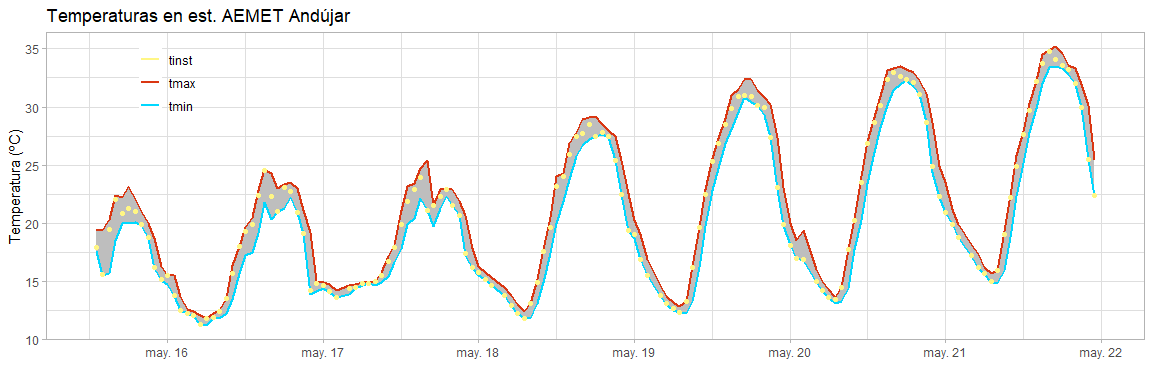 Temperaturas en est. AEMET Andújar
tinst
tmax
tmin
Temperatura (ºC)
35
30
25
20
15
10
may. 16
may. 17
may. 18
may. 19
may. 20
may. 21
may. 22